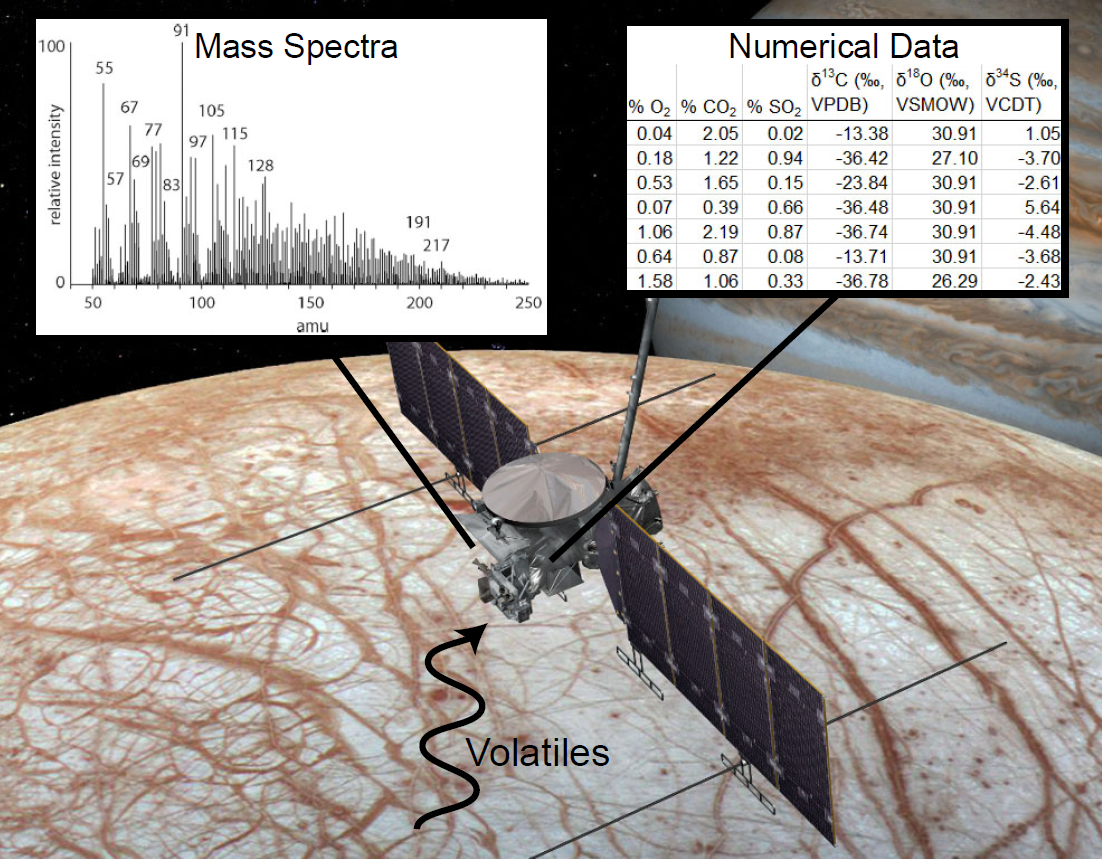 Mass Spectra
100
91
55
67
77
105
69
97
115
57
83
128
191
217
0
relative intensity
50 100 150 200 250
amu
Numerical Data
% O₂ % CO₂ % SO₂ δ¹³C (‰, VPDB) δ¹⁸O (‰, VSMOW) δ³⁴S (‰, VCDT)
0.04 2.05 0.02 -13.38 30.91 1.05
0.18 1.22 0.94 -36.42 27.10 -3.70
0.53 1.65 0.15 -23.84 30.91 -2.61
0.07 0.39 0.66 -36.48 30.91 5.64
1.06 2.19 0.87 -36.74 30.91 -4.48
0.64 0.87 0.08 -13.71 30.91 -3.68
1.58 1.06 0.33 -36.78 26.29 -2.43
Volatiles